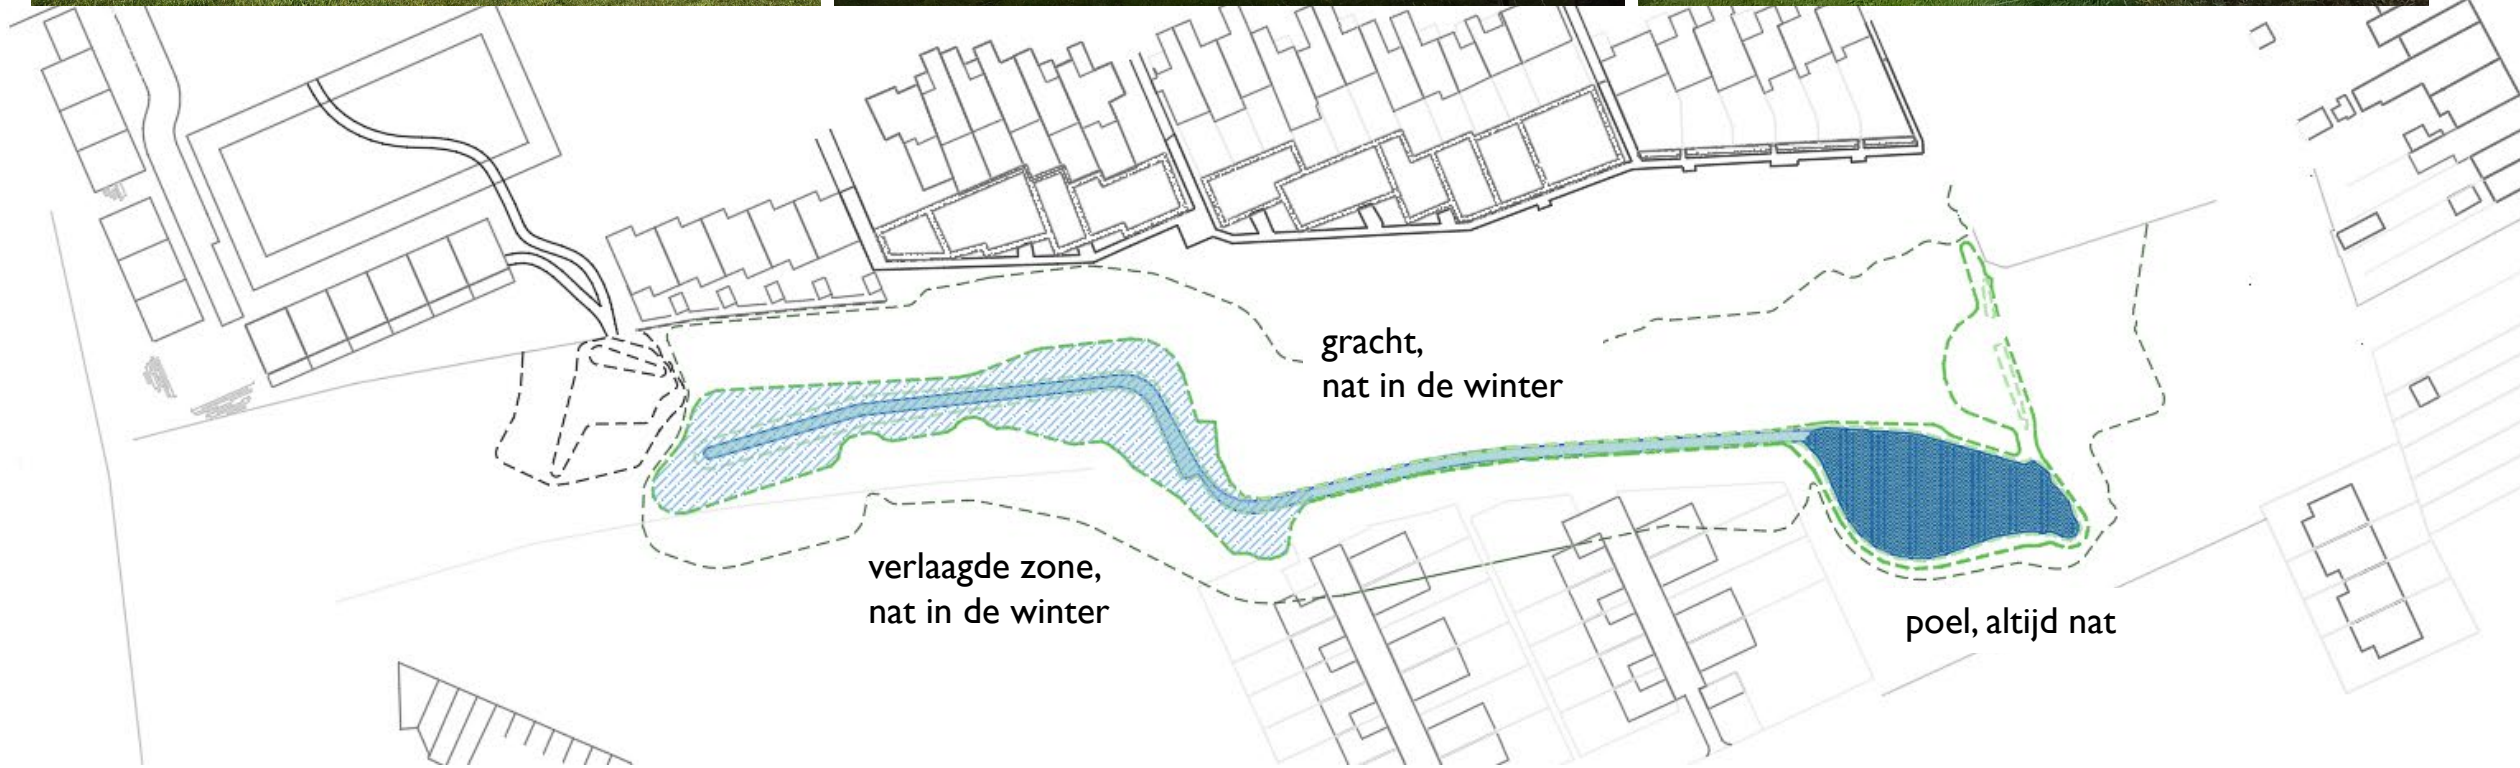 gracht,
nat in de winter
verlaagde zone,
nat in de winter
poel, altijd nat